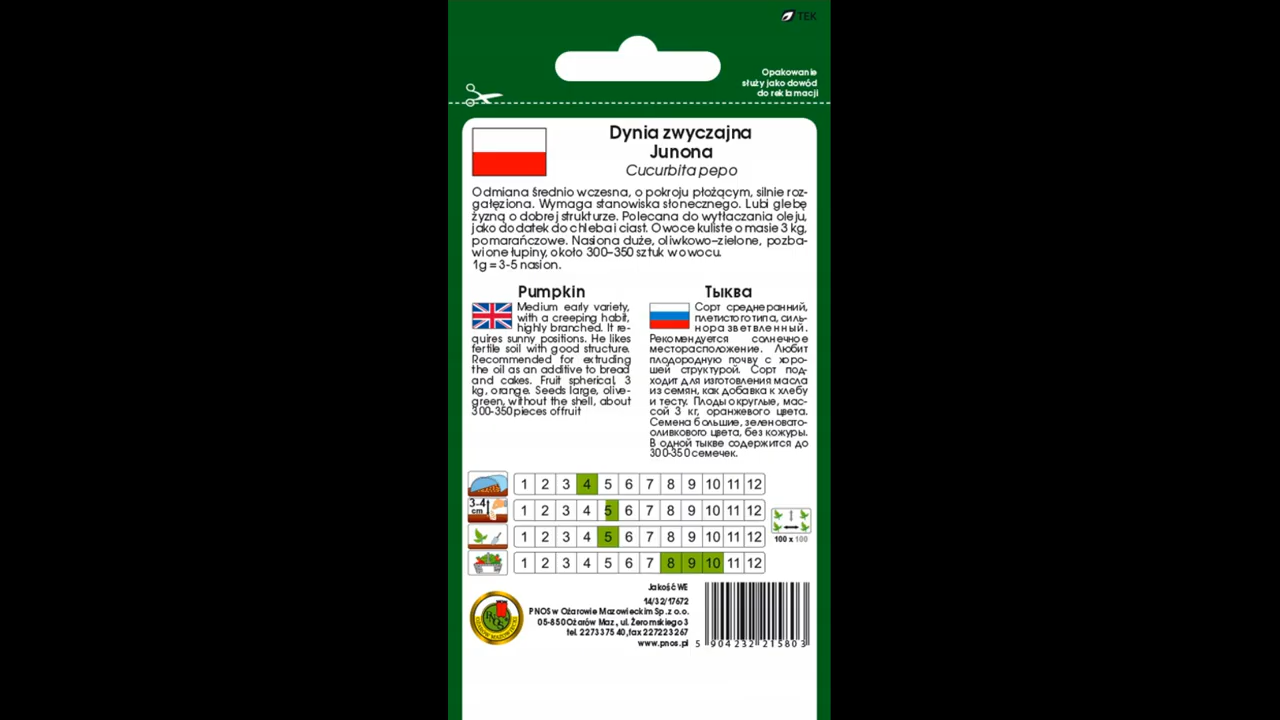 TEK
Opakowanie
służy jako dowód
do reklamacji
Dynia zwyczajna
Junona
Cucurbita pepo
Odmiana średnio wczesna, o pokroju płożącym, silnie roz-
gałęziona. Wymaga stanowiska słonecznego. Lubi glebę
żyzną o dobrej strukturze. Polecana do wytłaczania oleju,
jako dodatek do chleba i ciast. Owoce kuliste o masie 3 kg,
pomarańczowe. Nasiona duże, oliwkowo-zielone, pozba-
wione łupiny, około 300-350 sztuk w owocu.
1g = 3-5 nasion.
Pumpkin
Medium early variety,
with a creeping habit,
highly branched. It re-
quires sunny positions. He likes
fertile soil with good structure.
Recommended for extruding
the oil as an additive to bread
and cakes. Fruit spherical, 3
kg, orange. Seeds large, olive-
green, without the shell, about
300-350 pieces of fruit
Тыква
Сорт среднеранний,
плетистого типа, силь-
но разветвленный.
Рекомендуется солнечное
месторасположение. Любит
плодородную почву с хоро-
шей структурой. Сорт под-
ходит для изготовления масла
из семян, как добавка к хлебу
и тесту. Плоды округлые, мас-
сой 3 кг, оранжевого цвета.
Семена большие, зеленовато-
оливкового цвета, без кожуры.
В одной тыкве содержится до
300-350 семечек.
1 2 3 4 5 6 7 8 9 10 11 12
3-4 cm 1 2 3 4 5 6 7 8 9 10 11 12
1 2 3 4 5 6 7 8 9 10 11 12
1 2 3 4 5 6 7 8 9 10 11 12
100 x 100
Jakość WE
14/32/17672
PNOS w Ożarowie Mazowieckim Sp. z o.o.
05-850 Ożarów Maz., ul. Żeromskiego 3
tel. 22 733 75 40, fax 22 722 32 67
www.pnos.pl
PNOS
OŻARÓW MAZOWIECKI
5 904232 215803